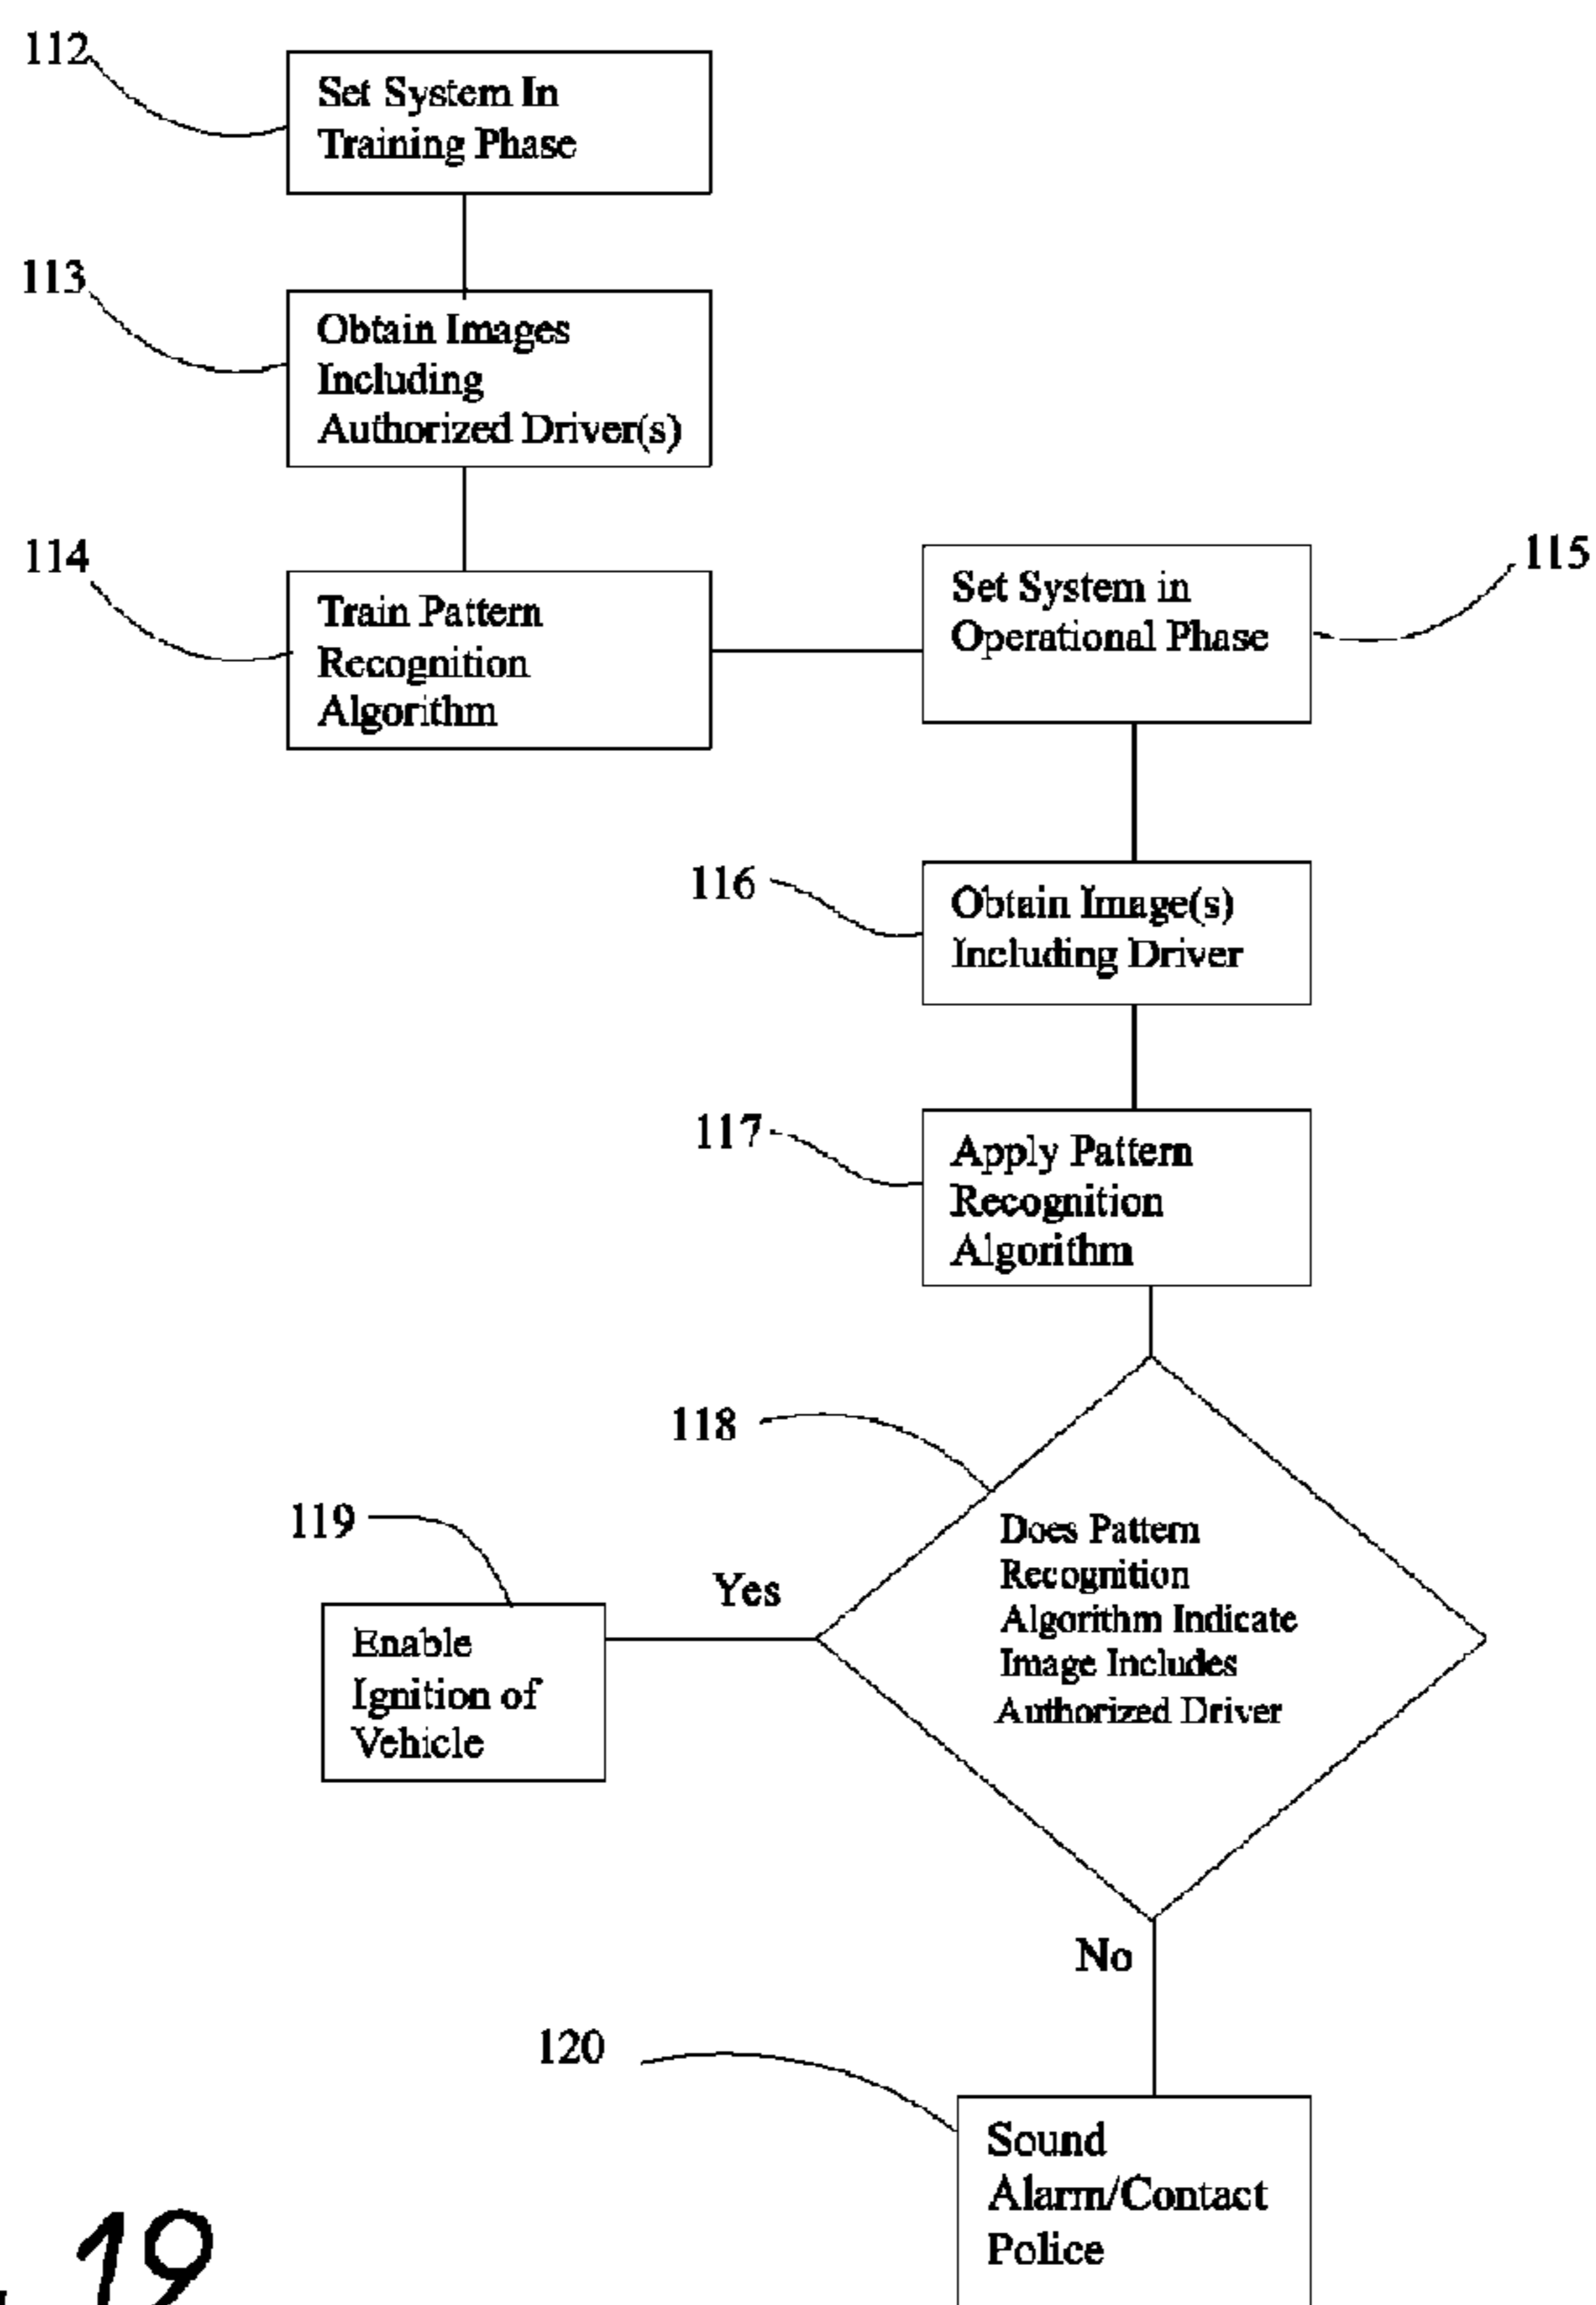 112
Set System In
Training Phase
113
Obtain Images
Including
Authorized Driver(s)
114
Train Pattern
Recognition
Algorithm
115
Set System in
Operational Phase
116
Obtain Image(s)
Including Driver
117
Apply Pattern
Recognition
Algorithm
118
Does Pattern
Recognition
Algorithm Indicate
Image Includes
Authorized Driver
119
Yes
Enable
Ignition of
Vehicle
No
120
Sound
Alarm/Contact
Police
19